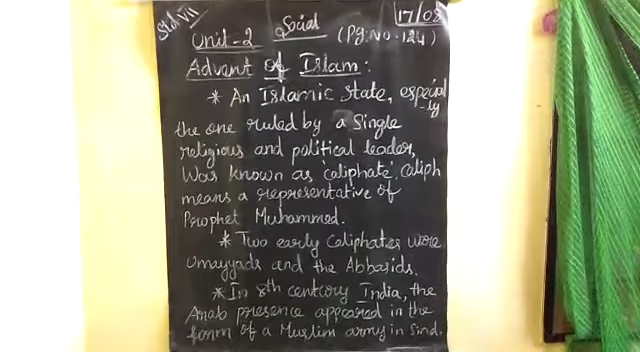 Std VII
Social
17/08
Unit-2
(Pg.No-124)
Advent of Islam:
* An Islamic State, especial
-ly
the one ruled by a Single
religious and political leader,
Was known as 'caliphate'. Caliph
means a representative of
Prophet Muhammed.
* Two early Caliphates were
Umayyads and the Abbasids.
* In 8th century India, the
Arab presence appeared in the
form of a Muslim army in Sind.